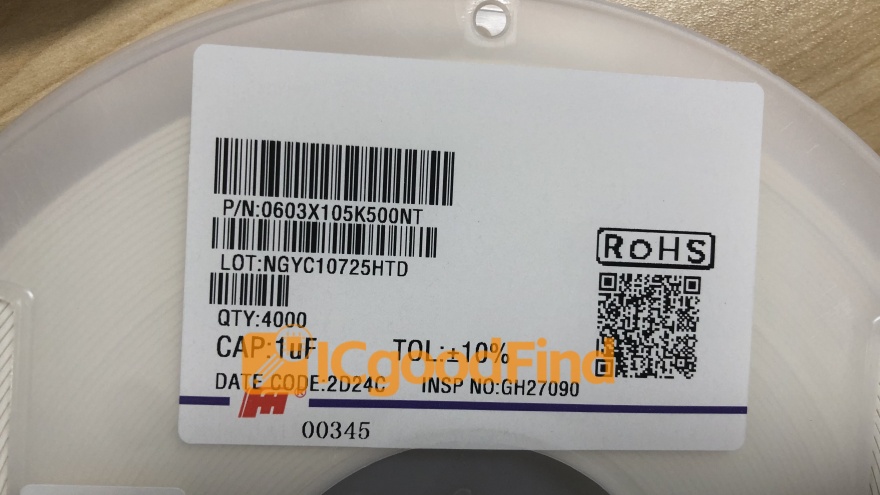 P/N:0603X105K500NT
LOT:NGYC10725HTD
RoHS
QTY:4000
CAP:1uF TOL:±10%
ICgoodFind
DATE CODE:2D24C INSP NO:GH27090
®
00345